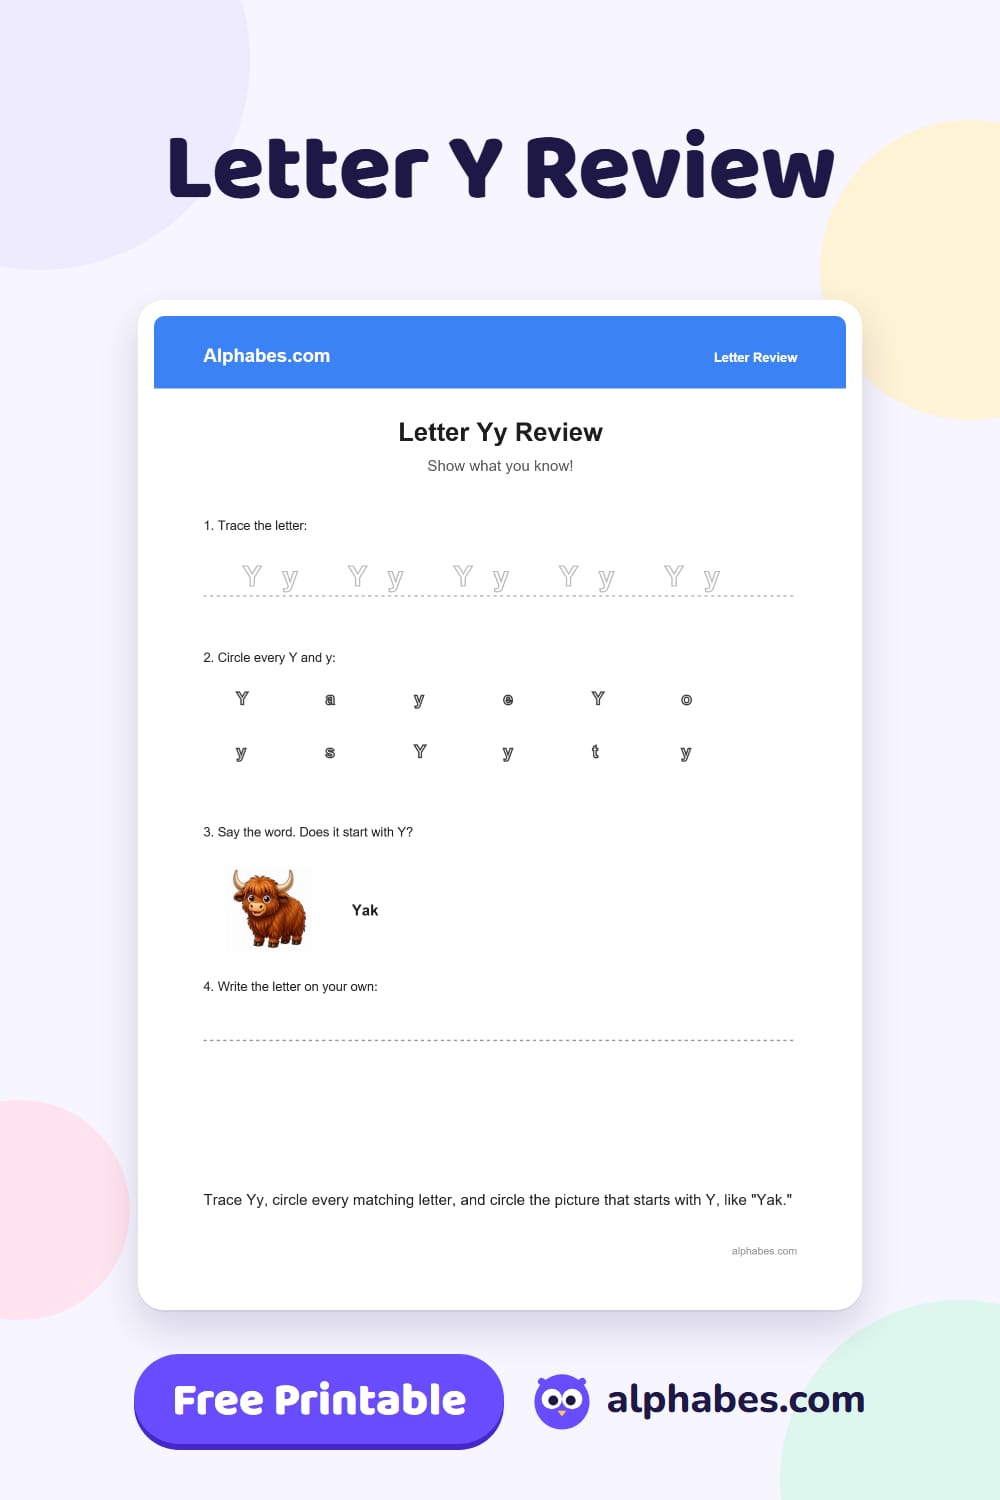 Letter Y Review
Alphabes.com
Letter Review
Letter Yy Review
Show what you know!
1. Trace the letter:
Y y Y y Y y Y y Y y
2. Circle every Y and y:
Y a y e Y o
y s Y y t y
3. Say the word. Does it start with Y?
Yak
4. Write the letter on your own:
Trace Yy, circle every matching letter, and circle the picture that starts with Y, like "Yak."
alphabes.com
Free Printable
alphabes.com